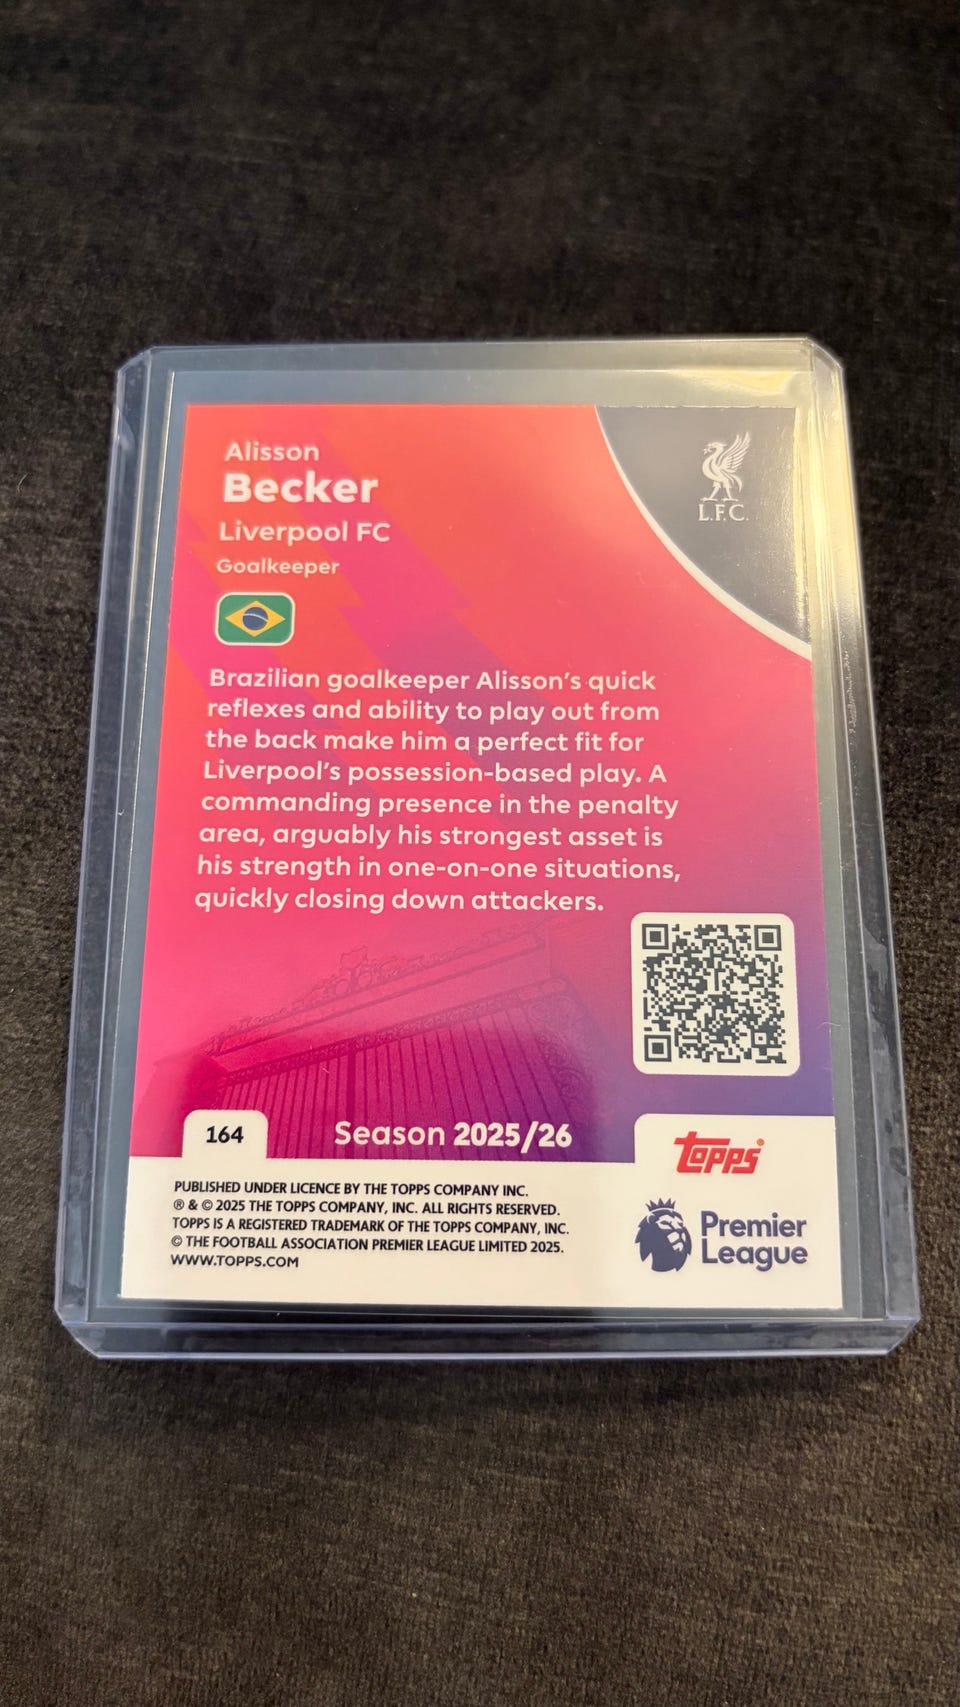 Alisson
Becker
Liverpool FC
Goalkeeper
L.F.C.
Brazilian goalkeeper Alisson's quick
reflexes and ability to play out from
the back make him a perfect fit for
Liverpool's possession-based play. A
commanding presence in the penalty
area, arguably his strongest asset is
his strength in one-on-one situations,
quickly closing down attackers.
164
Season 2025/26
topps
PUBLISHED UNDER LICENCE BY THE TOPPS COMPANY INC.
® & © 2025 THE TOPPS COMPANY, INC. ALL RIGHTS RESERVED.
TOPPS IS A REGISTERED TRADEMARK OF THE TOPPS COMPANY, INC.
© THE FOOTBALL ASSOCIATION PREMIER LEAGUE LIMITED 2025.
WWW.TOPPS.COM
Premier
League